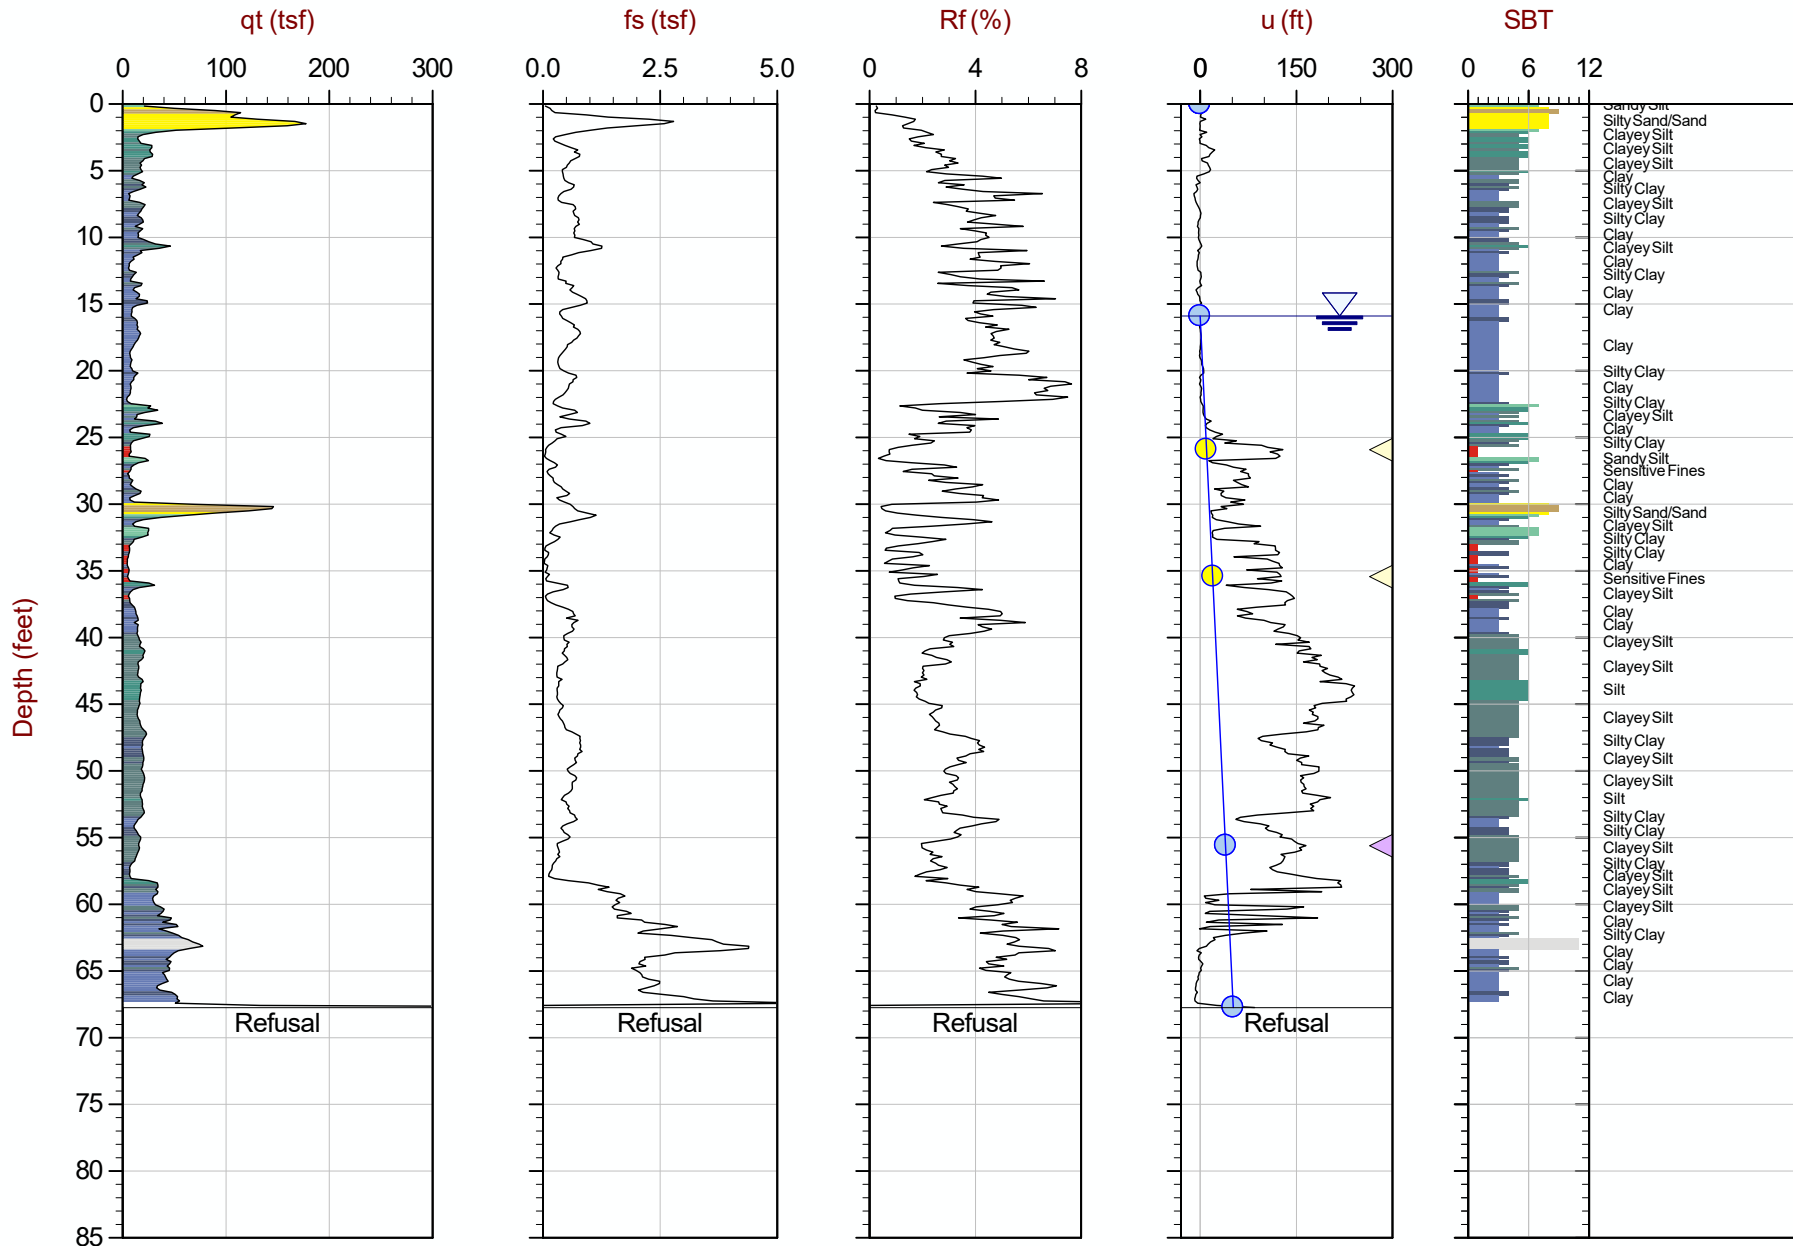 qt (tsf) fs (tsf) Rf (%) u (ft) SBT
0 100 200 300 0.0 2.5 5.0 0 4 8 0 150 300 0 6 12
0
5
10
15
20
25
30
35
40
45
50
55
60
65
70
75
80
85
Depth (feet)
Refusal Refusal Refusal Refusal
Sandy Silt
Silty Sand/Sand
Clayey Silt
Clayey Silt
Clayey Silt
Clay
Silty Clay
Clayey Silt
Silty Clay
Clay
Clayey Silt
Clay
Silty Clay
Clay
Clay
Clay
Silty Clay
Clay
Silty Clay
Clayey Silt
Clay
Silty Clay
Sandy Silt
Sensitive Fines
Clay
Clay
Silty Sand/Sand
Clayey Silt
Silty Clay
Silty Clay
Clay
Sensitive Fines
Clayey Silt
Clay
Clay
Clayey Silt
Clayey Silt
Silt
Clayey Silt
Silty Clay
Clayey Silt
Clayey Silt
Silt
Silty Clay
Silty Clay
Clayey Silt
Silty Clay
Clayey Silt
Clayey Silt
Clayey Silt
Clay
Silty Clay
Clay
Clay
Clay
Clay